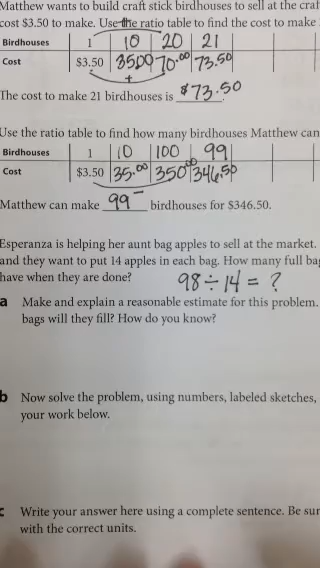 Matthew wants to build craft stick birdhouses to sell at the craf
cost $3.50 to make. Use the ratio table to find the cost to make
Birdhouses 1 10 20 21
Cost $3.50 35.00 70.00 73.50
+
The cost to make 21 birdhouses is $73.50
Use the ratio table to find how many birdhouses Matthew can
Birdhouses 1 10 100 99
Cost $3.50 35.00 350.00 346.50
Matthew can make 99 birdhouses for $346.50.
Esperanza is helping her aunt bag apples to sell at the market.
and they want to put 14 apples in each bag. How many full bag
have when they are done?
98 ÷ 14 = ?
a Make and explain a reasonable estimate for this problem.
bags will they fill? How do you know?
b Now solve the problem, using numbers, labeled sketches,
your work below.
c Write your answer here using a complete sentence. Be sur
with the correct units.